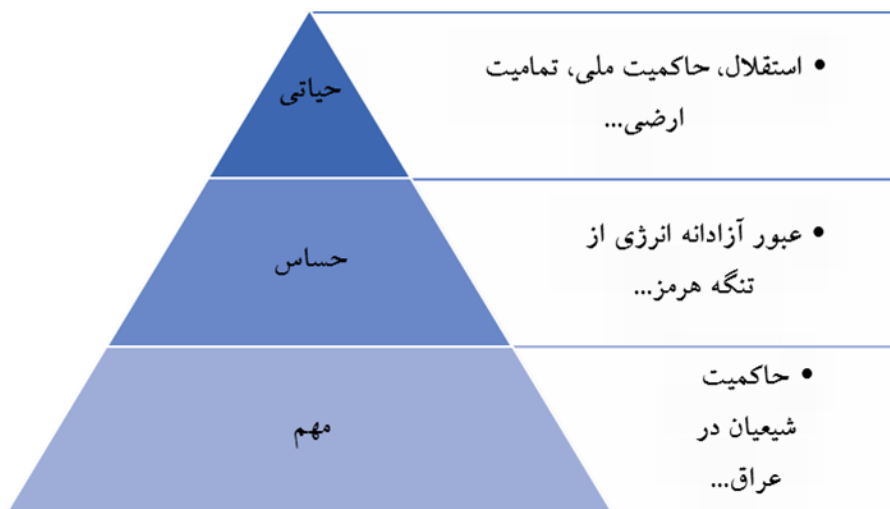 حیاتی
• استقلال، حاکمیت ملی، تمامیت
ارضی...
حساس
• عبور آزادانه انرژی از
تنگه هرمز...
مهم
• حاکمیت
شیعیان در
عراق...